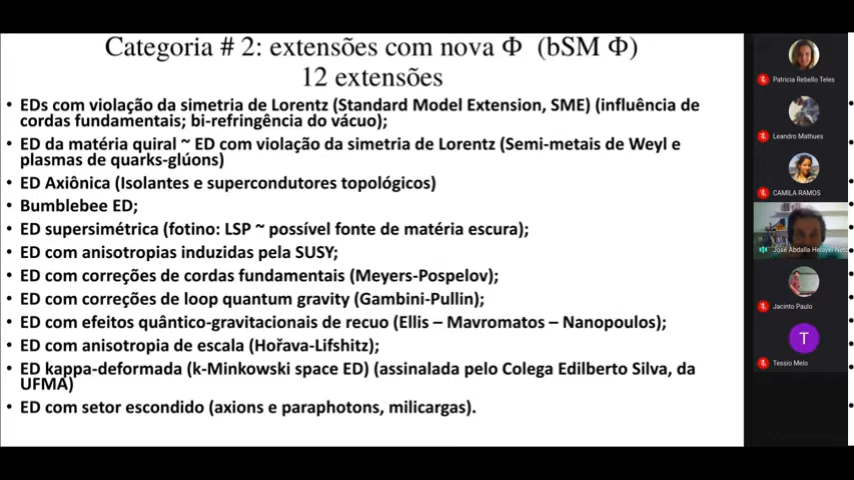 Categoria # 2: extensões com nova Φ (bSM Φ)
12 extensões
• EDs com violação da simetria de Lorentz (Standard Model Extension, SME) (influência de
cordas fundamentais; bi-refringência do vácuo);
• ED da matéria quiral ~ ED com violação da simetria de Lorentz (Semi-metais de Weyl e
plasmas de quarks-glúons)
• ED Axiônica (Isolantes e supercondutores topológicos)
• Bumblebee ED;
• ED supersimétrica (fotino: LSP ~ possível fonte de matéria escura);
• ED com anisotropias induzidas pela SUSY;
• ED com correções de cordas fundamentais (Meyers-Pospelov);
• ED com correções de loop quantum gravity (Gambini-Pullin);
• ED com efeitos quântico-gravitacionais de recuo (Ellis – Mavromatos – Nanopoulos);
• ED com anisotropia de escala (Hořava-Lifshitz);
• ED kappa-deformada (k-Minkowski space ED) (assinalada pelo Colega Edilberto Silva, da
UFMA)
• ED com setor escondido (axions e paraphotons, milicargas).
Patricia Rebello Teles
Leandro Mathues
CAMILA RAMOS
José Abdalla Helayël-Neto
Jacinto Paulo
T
Tessio Melo